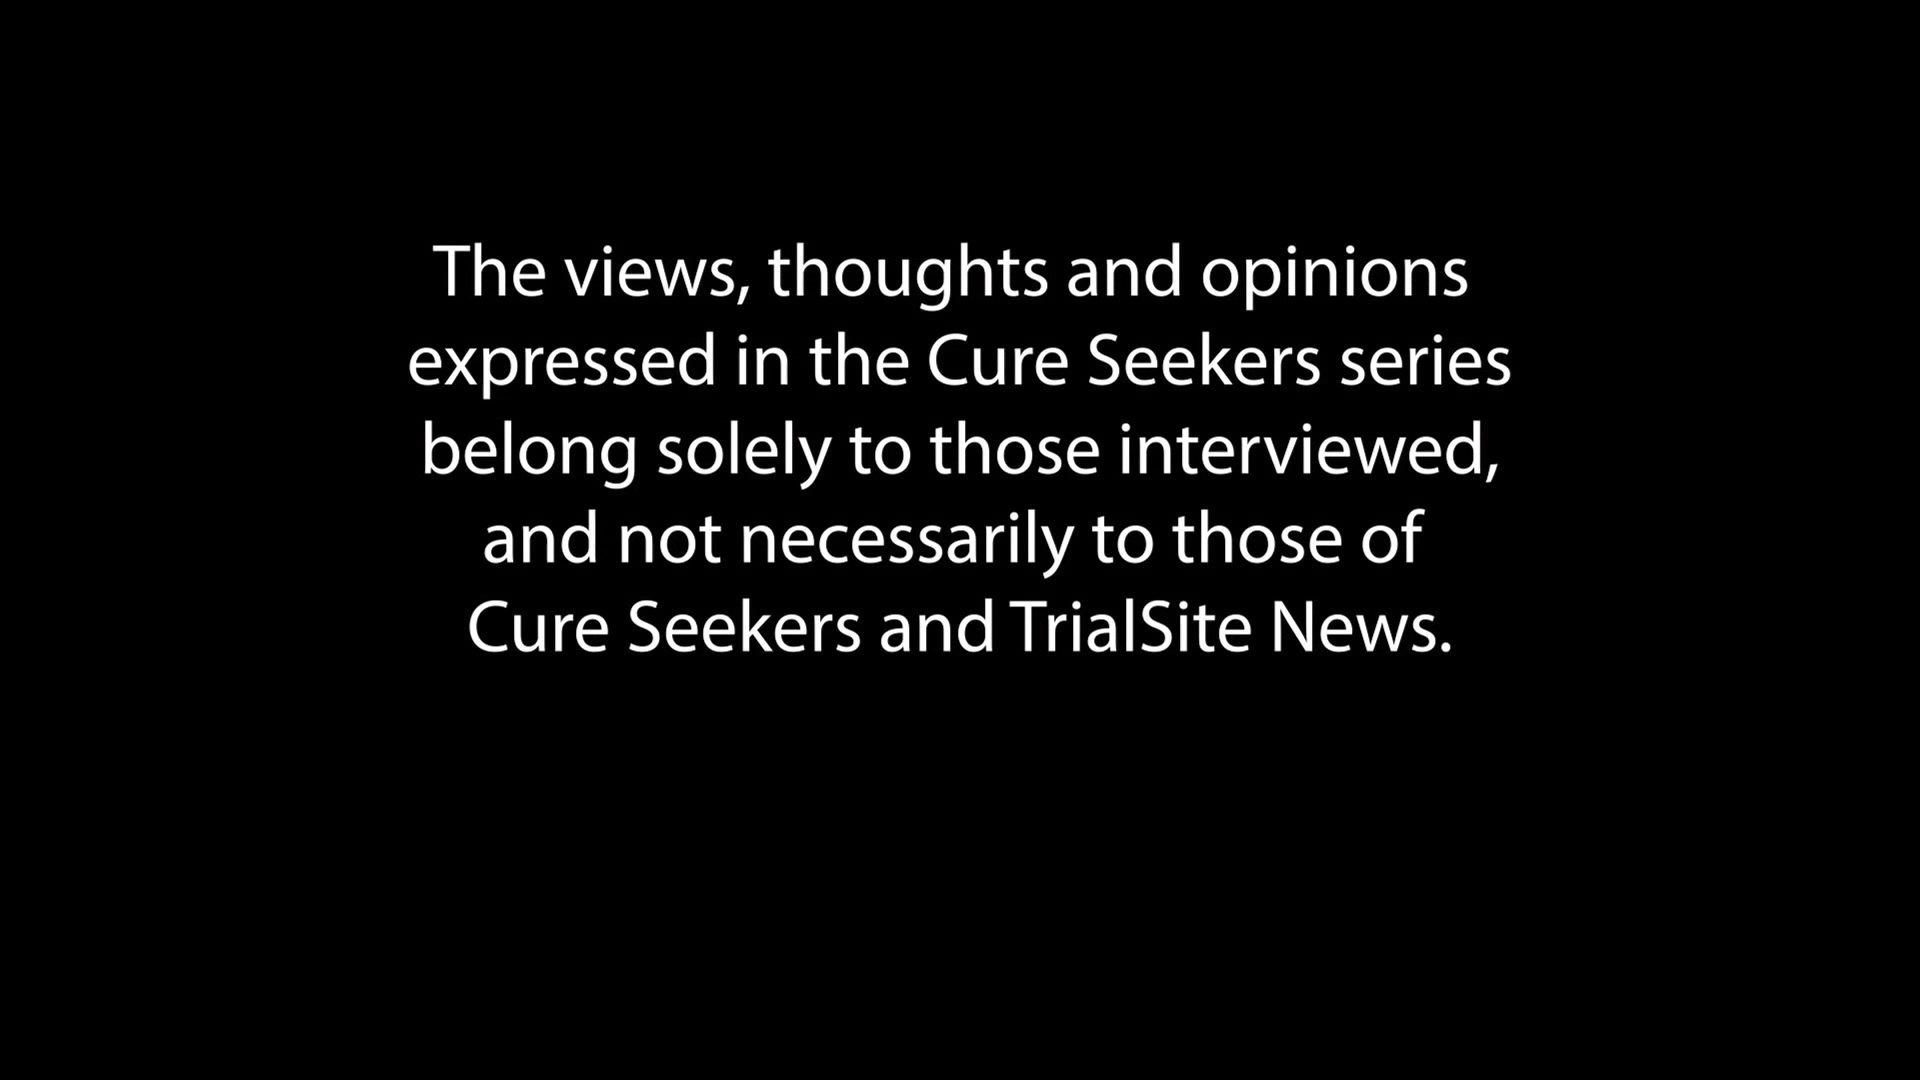 The views, thoughts and opinions
expressed in the Cure Seekers series
belong solely to those interviewed,
and not necessarily to those of
Cure Seekers and TrialSite News.